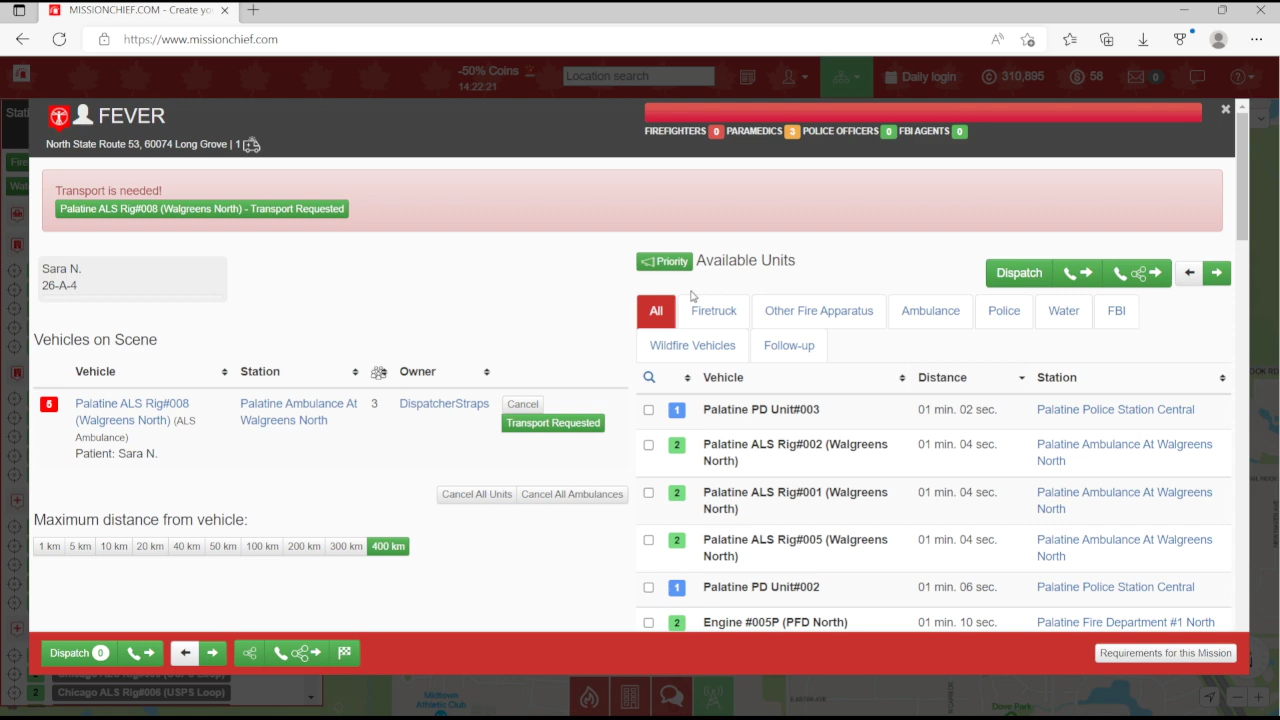 MISSIONCHIEF.COM - Create yo
https://www.missionchief.com
-50% Coins
14:22:21
Location search
Daily login
310,895
58
0
Stati
FEVER
North State Route 53, 60074 Long Grove | 1
FIREFIGHTERS 0 PARAMEDICS 3 POLICE OFFICERS 0 FBI AGENTS 0
Fire
Wat
Transport is needed!
Palatine ALS Rig#008 (Walgreens North) - Transport Requested
Sara N.
26-A-4
Priority Available Units
Dispatch
All Firetruck Other Fire Apparatus Ambulance Police Water FBI
Wildfire Vehicles Follow-up
Vehicles on Scene
Vehicle Station Owner
5 Palatine ALS Rig#008 (Walgreens North) (ALS Ambulance)
Patient: Sara N.
Palatine Ambulance At Walgreens North
3 DispatcherStraps
Cancel
Transport Requested
Cancel All Units Cancel All Ambulances
Maximum distance from vehicle:
1 km 5 km 10 km 20 km 40 km 50 km 100 km 200 km 300 km 400 km
Vehicle Distance Station
1 Palatine PD Unit#003 01 min. 02 sec. Palatine Police Station Central
2 Palatine ALS Rig#002 (Walgreens North) 01 min. 04 sec. Palatine Ambulance At Walgreens North
2 Palatine ALS Rig#001 (Walgreens North) 01 min. 04 sec. Palatine Ambulance At Walgreens North
2 Palatine ALS Rig#005 (Walgreens North) 01 min. 04 sec. Palatine Ambulance At Walgreens North
1 Palatine PD Unit#002 01 min. 06 sec. Palatine Police Station Central
2 Engine #005P (PFD North) 01 min. 10 sec. Palatine Fire Department #1 North
Dispatch 0
Requirements for this Mission
2 Chicago ALS Rig#006 (USPS Loop)
Midtown
Athletic Club
Dove Park